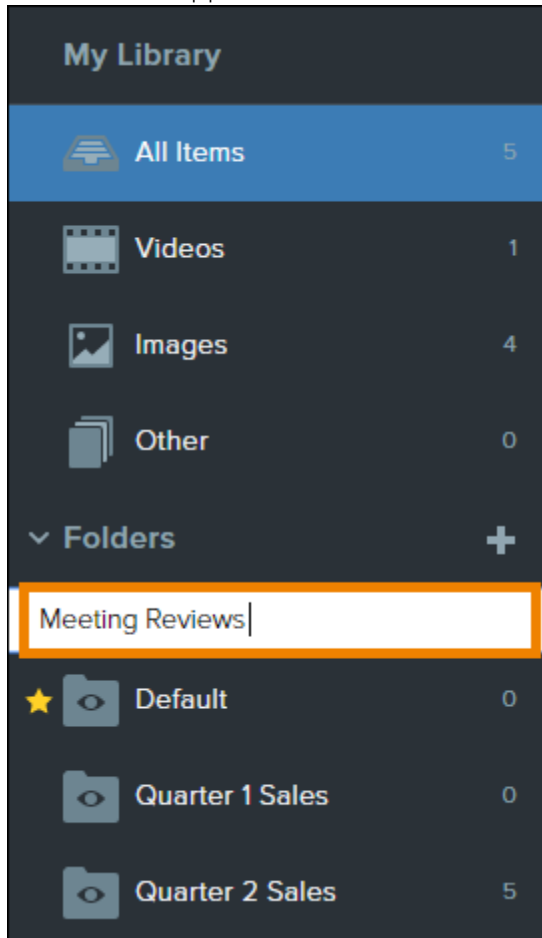 My Library
All Items 5
Videos 1
Images 4
Other 0
Folders
Meeting Reviews
Default 0
Quarter 1 Sales 0
Quarter 2 Sales 5